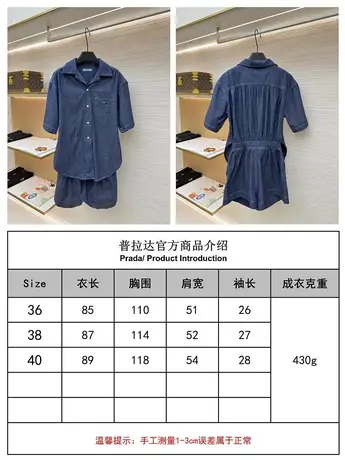 普拉达官方商品介绍
Prada/ Product Introduction
Size 衣长 胸围 肩宽 袖长 成衣克重
36 85 110 51 26
38 87 114 52 27
40 89 118 54 28
430g
温馨提示：手工测量1-3cm误差属于正常